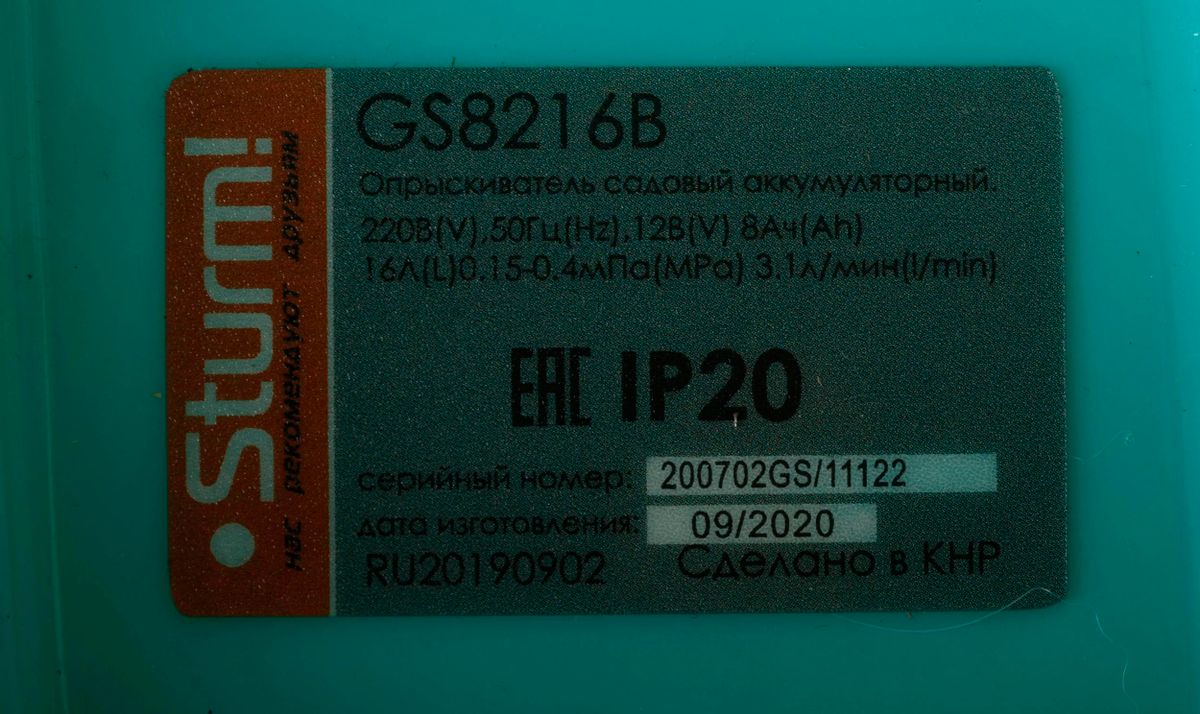 Sturm!
нас рекомендуют друзьям
GS8216B
Опрыскиватель садовый аккумуляторный.
220В(V),50Гц(Hz),12В(V) 8Ач(Ah)
16Л(L)0.15-0.4мПа(MPa) 3.1л/мин(l/min)
EAC IP20
серийный номер: 200702GS/11122
дата изготовления: 09/2020
RU20190902 Сделано в КНР